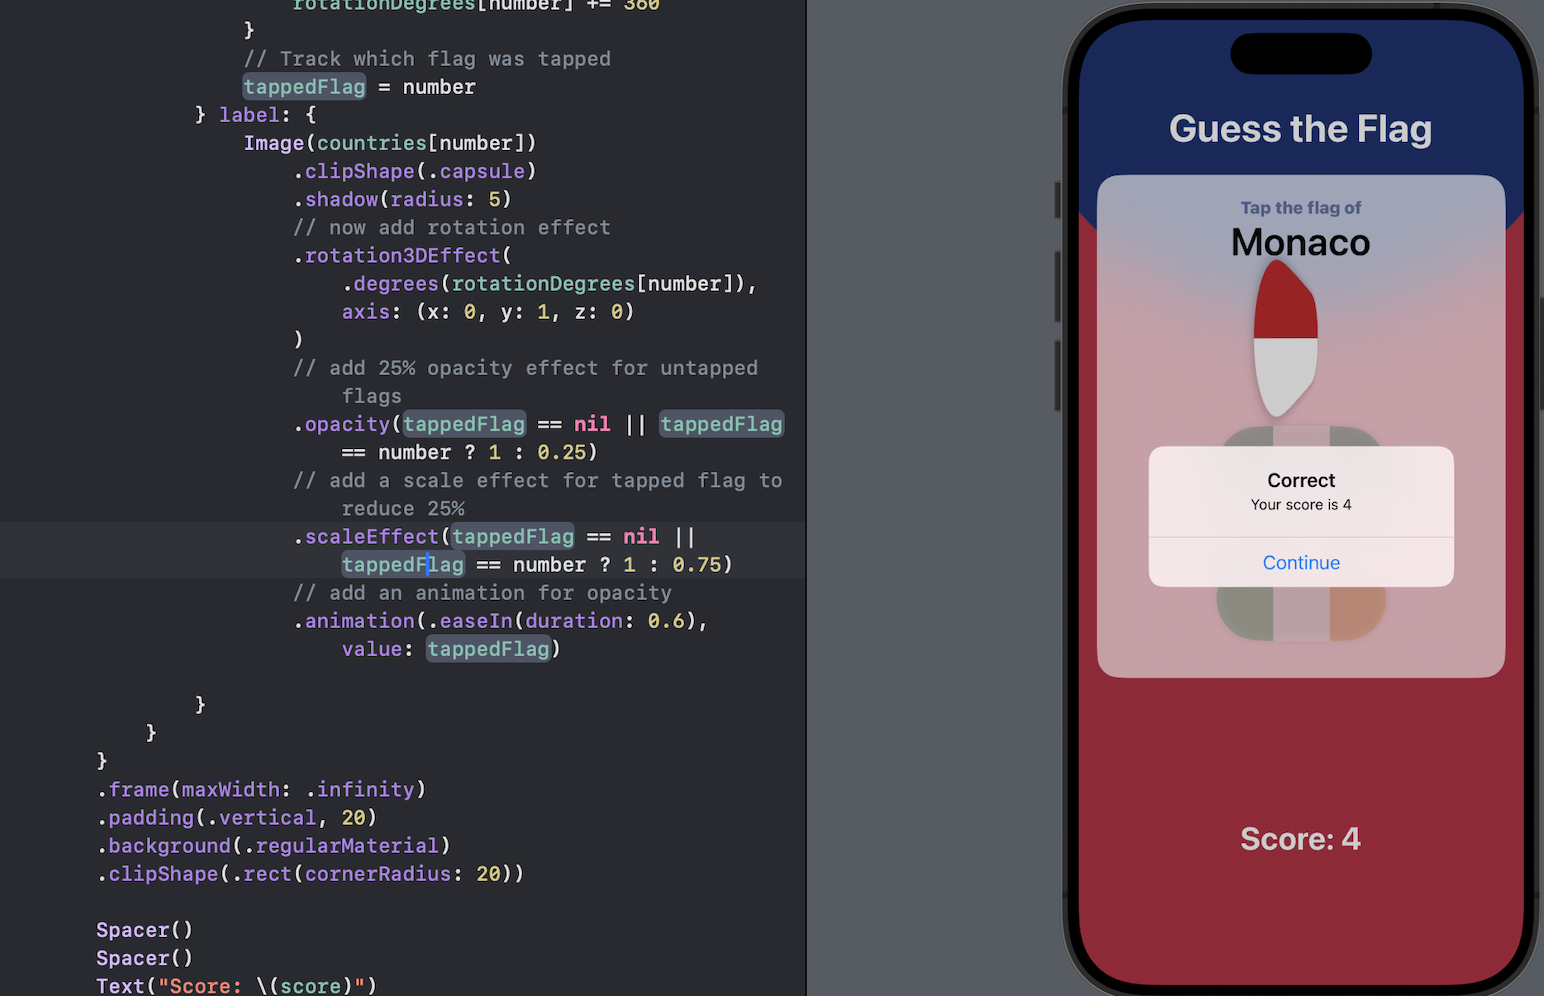 rotationDegrees[number] += 360
}
// Track which flag was tapped
tappedFlag = number
} label: {
Image(countries[number])
.clipShape(.capsule)
.shadow(radius: 5)
// now add rotation effect
.rotation3DEffect(
.degrees(rotationDegrees[number]),
axis: (x: 0, y: 1, z: 0)
)
// add 25% opacity effect for untapped
flags
.opacity(tappedFlag == nil || tappedFlag
== number ? 1 : 0.25)
// add a scale effect for tapped flag to
reduce 25%
.scaleEffect(tappedFlag == nil ||
tappedFlag == number ? 1 : 0.75)
// add an animation for opacity
.animation(.easeIn(duration: 0.6),
value: tappedFlag)
}
}
}
.frame(maxWidth: .infinity)
.padding(.vertical, 20)
.background(.regularMaterial)
.clipShape(.rect(cornerRadius: 20))
Spacer()
Spacer()
Text("Score: \(score)")
Guess the Flag
Tap the flag of
Monaco
Correct
Your score is 4
Continue
Score: 4